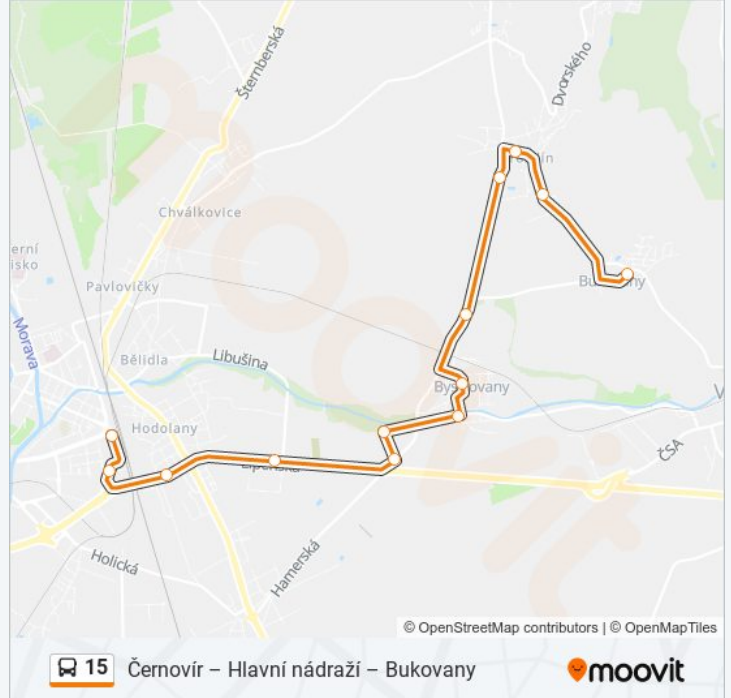 Šternberská
Dvorského
Chválkovice
Pavlovičky
Morava
Bělidla
Libušina
Hodolany
ČSA
Holická
Hamerská
© OpenStreetMap contributors | © OpenMapTiles
15 Černovír – Hlavní nádraží – Bukovany
moovit